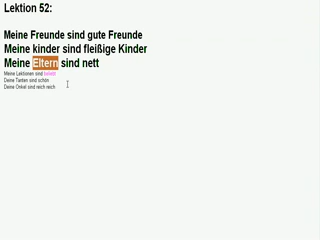 Lektion 52:
Meine Freunde sind gute Freunde
Meine kinder sind fleißige Kinder
Meine Eltern sind nett
Meine Lektionen sind beliebt
Deine Tanten sind schön
Deine Onkel sind reich reich